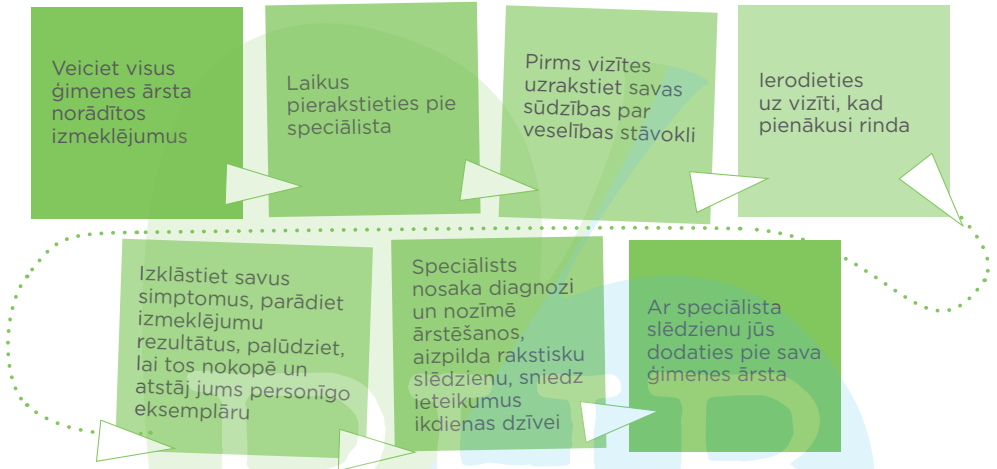 Veiciet visus
ģimenes ārsta
norādītos
izmeklējumus
Laikus
pierakstieties pie
speciālista
Pirms vizītes
uzrakstiet savas
sūdzības par
veselības stāvokli
Ierodieties
uz vizīti, kad
pienākusi rinda
Izklāstiet savus
simptomus, parādiet
izmeklējumu
rezultātus, palūdziet,
lai tos nokopē un
atstāj jums personīgo
eksemplāru
Speciālists
nosaka diagnozi
un nozīmē
ārstēšanos,
aizpilda rakstisku
slēdzienu, sniedz
ieteikumus
ikdienas dzīvei
Ar speciālista
slēdzienu jūs
dodaties pie sava
ģimenes ārsta